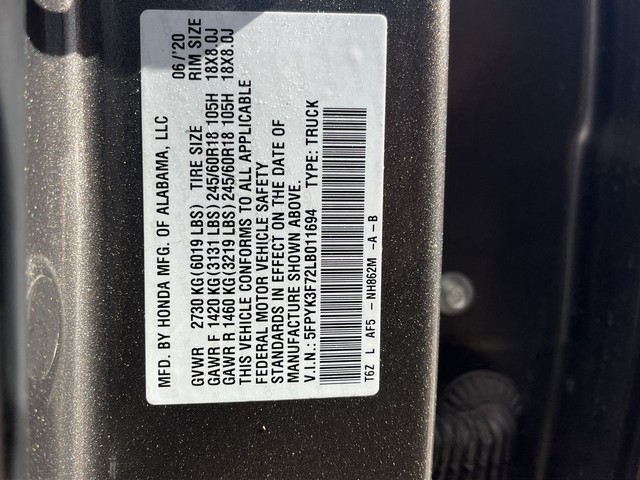 MFD. BY HONDA MFG. OF ALABAMA, LLC 06/'20
GVWR 2730 KG (6019 LBS) TIRE SIZE RIM SIZE
GAWR F 1420 KG (3131 LBS) 245/60R18 105H 18X8.0J
GAWR R 1460 KG (3219 LBS) 245/60R18 105H 18X8.0J
THIS VEHICLE CONFORMS TO ALL APPLICABLE
FEDERAL MOTOR VEHICLE SAFETY
STANDARDS IN EFFECT ON THE DATE OF
MANUFACTURE SHOWN ABOVE.
V.I.N.: 5FPYK3F72LB011694 TYPE: TRUCK
T6Z L AF5 - NH862M -A -B